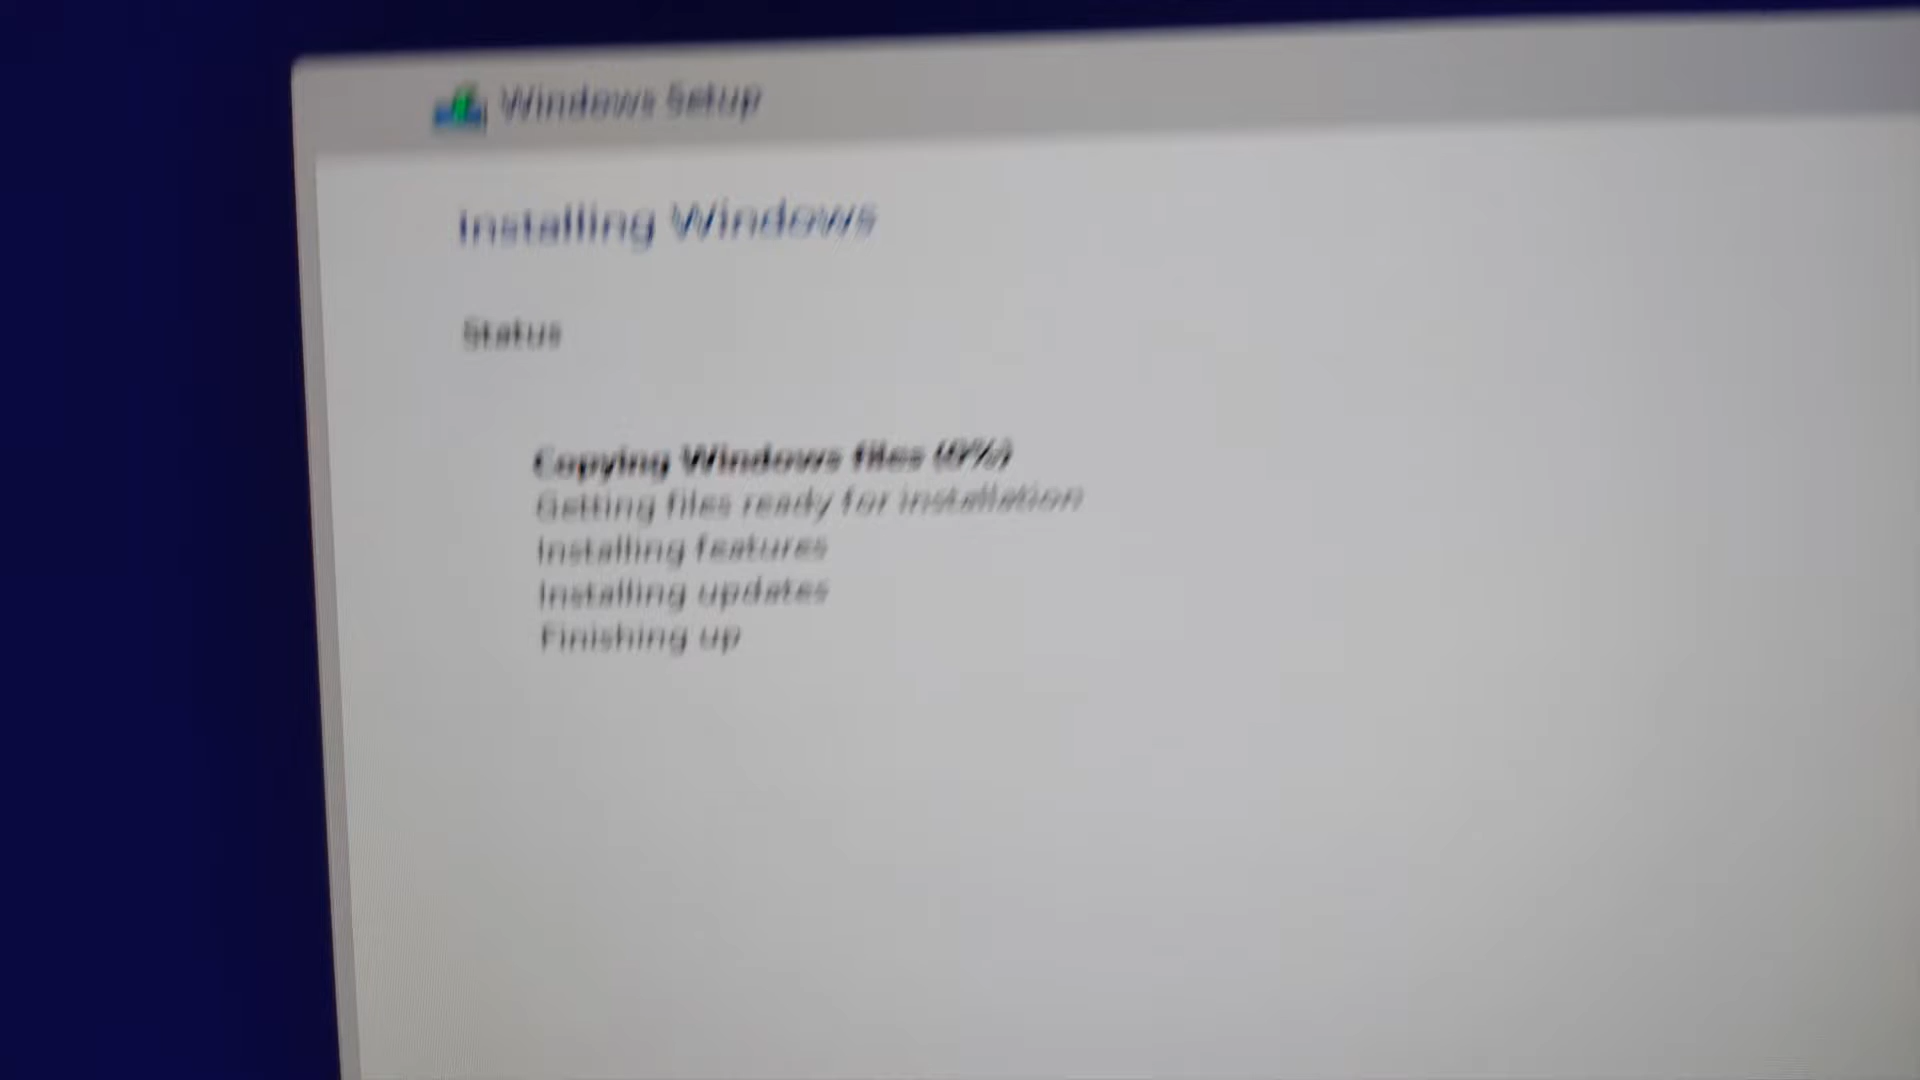 Windows Setup
Installing Windows
Status
Copying Windows files (0%)
Getting files ready for installation
Installing features
Installing updates
Finishing up